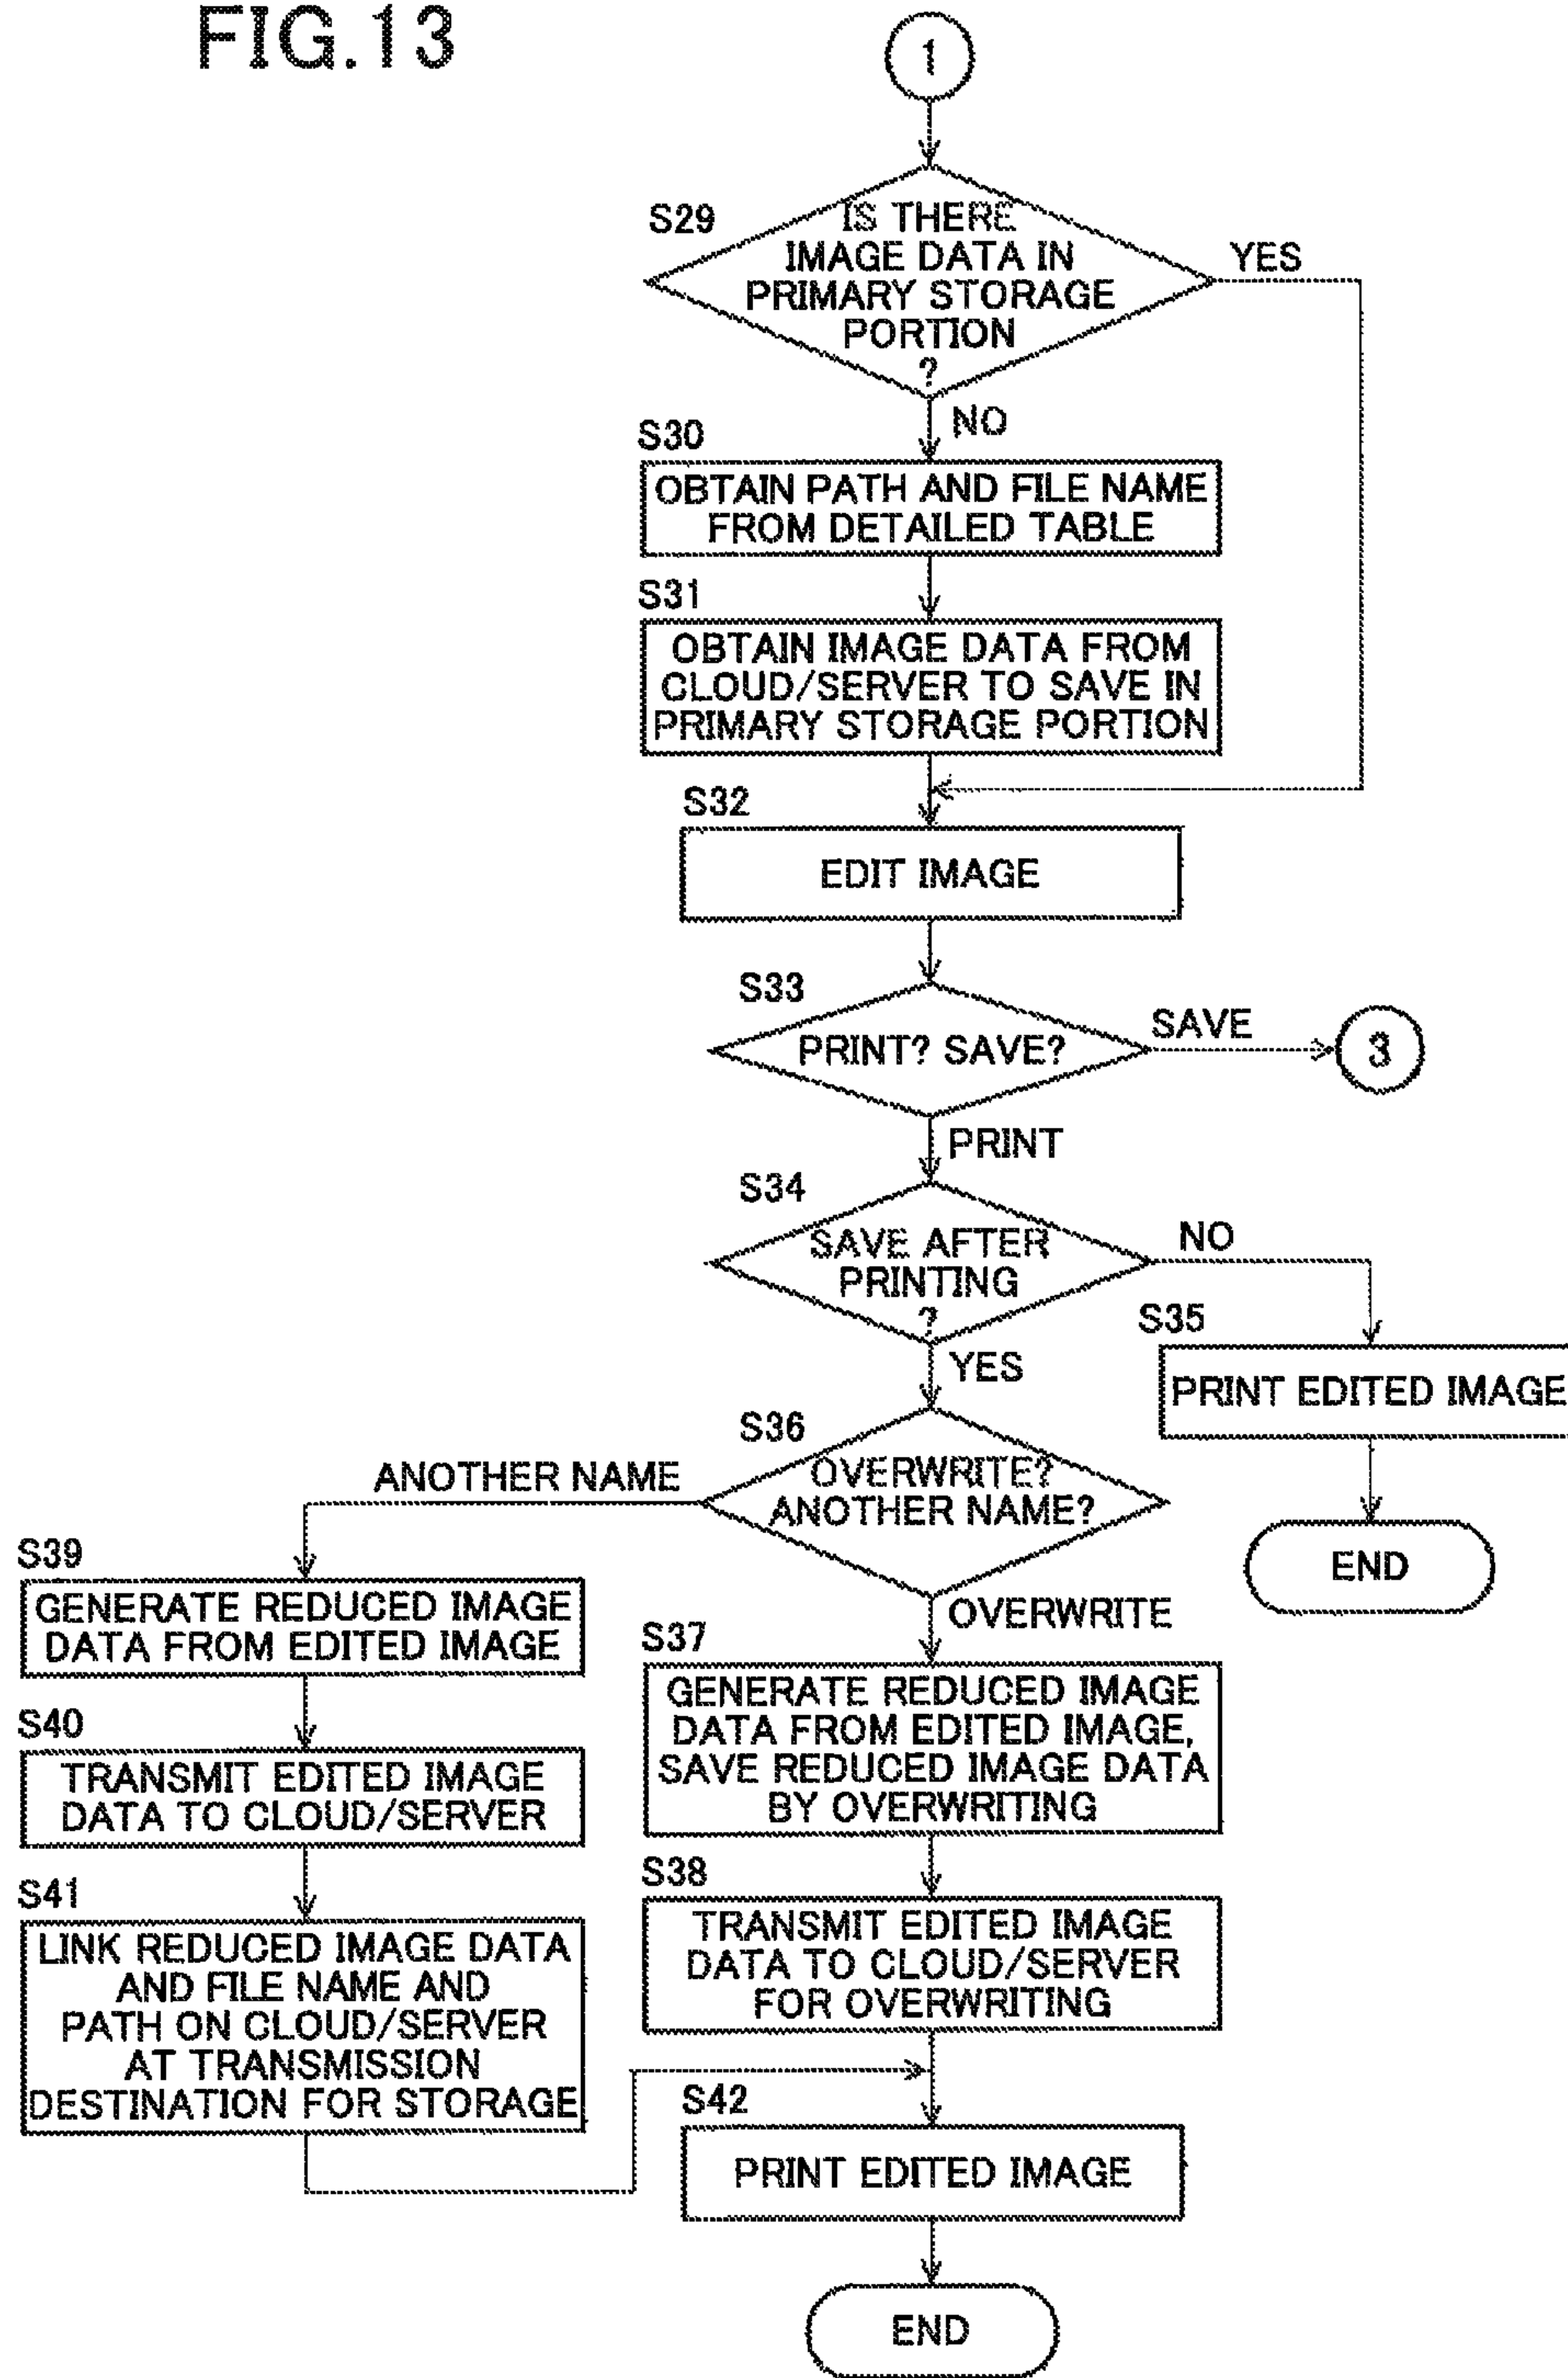 FIG.13
1
S29
IS THERE
IMAGE DATA IN
PRIMARY STORAGE
PORTION
?
YES
NO
S30
OBTAIN PATH AND FILE NAME
FROM DETAILED TABLE
S31
OBTAIN IMAGE DATA FROM
CLOUD/SERVER TO SAVE IN
PRIMARY STORAGE PORTION
S32
EDIT IMAGE
S33
PRINT? SAVE?
SAVE
3
PRINT
S34
SAVE AFTER
PRINTING
?
NO
YES
S35
PRINT EDITED IMAGE
END
S36
OVERWRITE?
ANOTHER NAME?
ANOTHER NAME
OVERWRITE
S39
GENERATE REDUCED IMAGE
DATA FROM EDITED IMAGE
S40
TRANSMIT EDITED IMAGE
DATA TO CLOUD/SERVER
S41
LINK REDUCED IMAGE DATA
AND FILE NAME AND
PATH ON CLOUD/SERVER
AT TRANSMISSION
DESTINATION FOR STORAGE
S37
GENERATE REDUCED IMAGE
DATA FROM EDITED IMAGE,
SAVE REDUCED IMAGE DATA
BY OVERWRITING
S38
TRANSMIT EDITED IMAGE
DATA TO CLOUD/SERVER
FOR OVERWRITING
S42
PRINT EDITED IMAGE
END